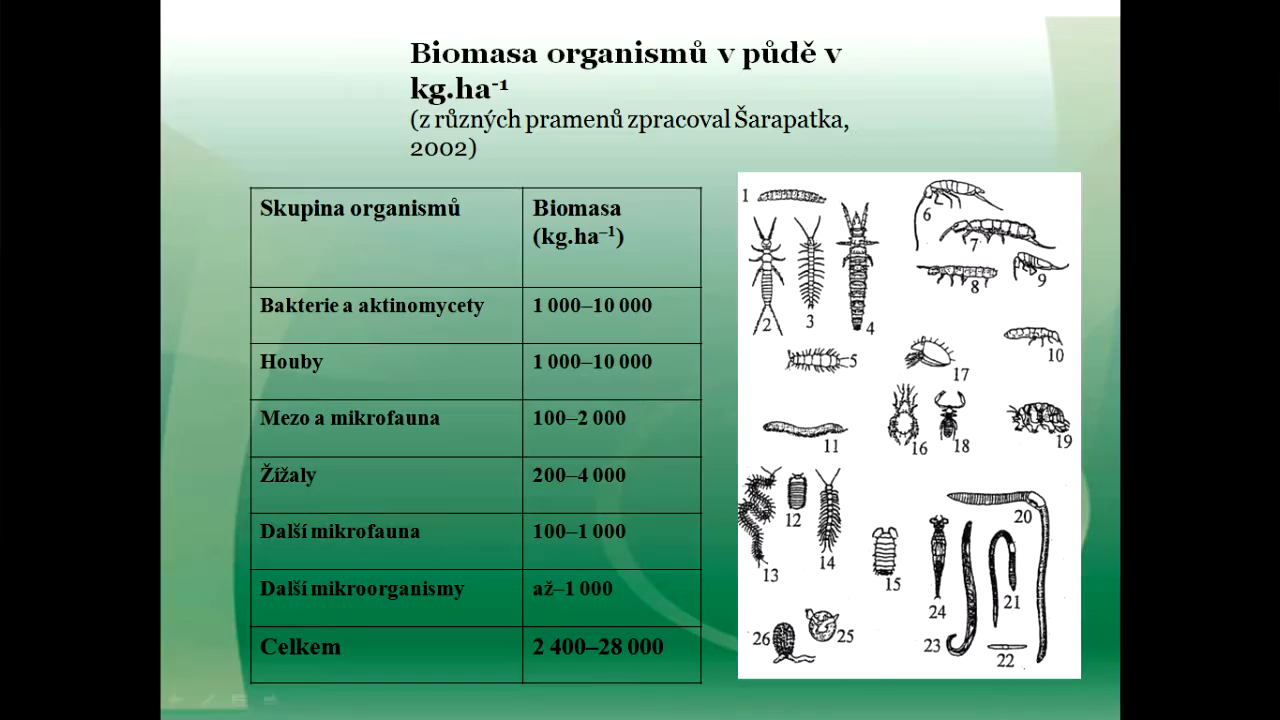 Biomasa organismů v půdě v
kg.ha⁻¹
(z různých pramenů zpracoval Šarapatka,
2002)
Skupina organismů
Biomasa
(kg.ha⁻¹)
Bakterie a aktinomycety 1 000–10 000
Houby 1 000–10 000
Mezo a mikrofauna 100–2 000
Žížaly 200–4 000
Další mikrofauna 100–1 000
Další mikroorganismy až–1 000
Celkem 2 400–28 000
1
6
7
8
9
2
3
4
10
5
17
11
16
18
19
12
20
13
14
15
24
21
26
25
23
22